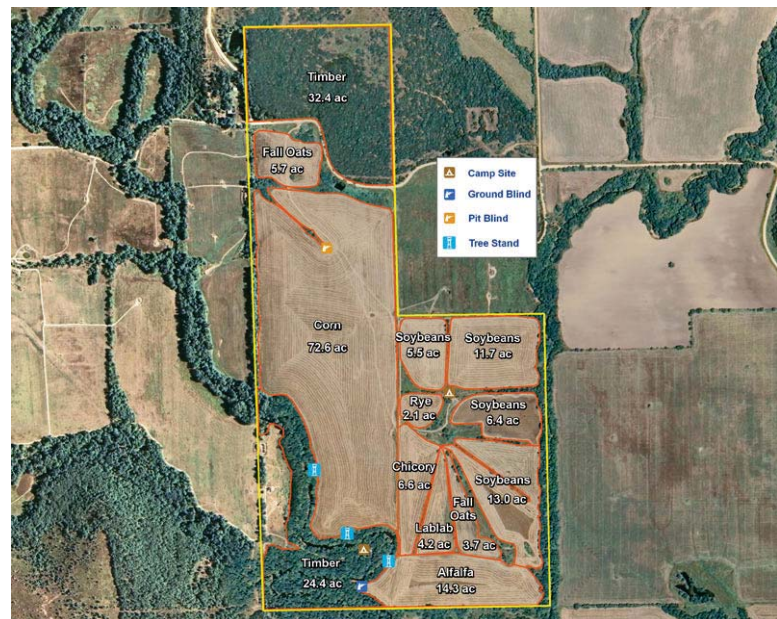 Timber
32.4 ac
Fall Oats
5.7 ac
Camp Site
Ground Blind
Pit Blind
Tree Stand
Corn
72.6 ac
Soybeans
5.5 ac
Soybeans
11.7 ac
Rye
2.1 ac
Soybeans
6.4 ac
Chicory
6.6 ac
Soybeans
13.0 ac
Fall
Oats
3.7 ac
Lablab
4.2 ac
Timber
24.4 ac
Alfalfa
14.3 ac